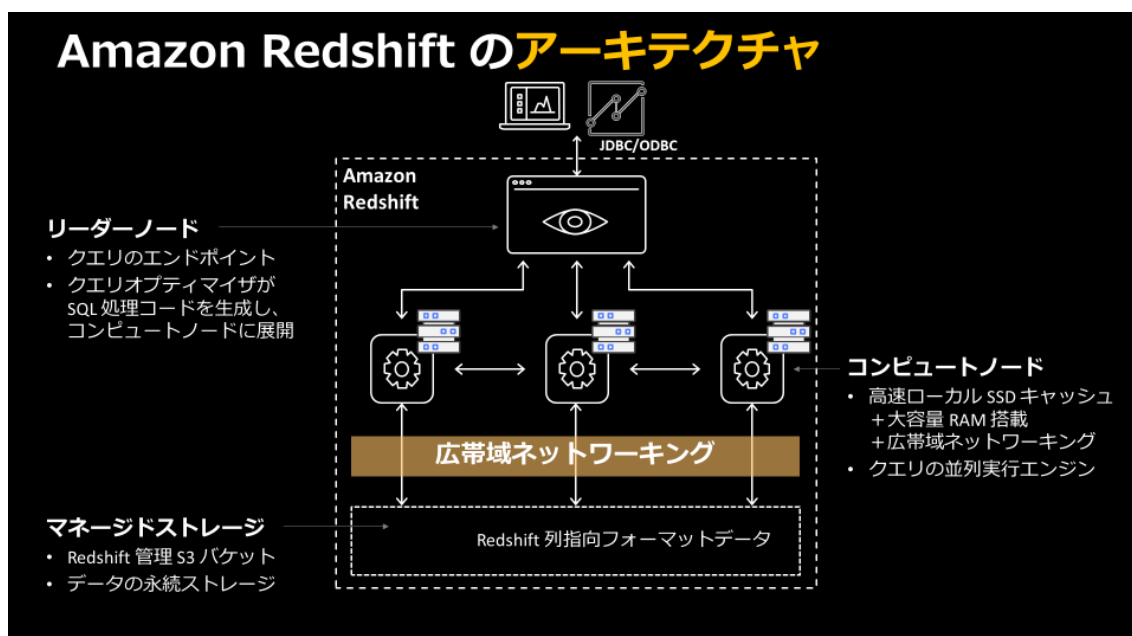 Amazon Redshift のアーキテクチャ
JDBC/ODBC
Amazon
Redshift
リーダーノード
• クエリのエンドポイント
• クエリオプティマイザが
SQL 処理コードを生成し、
コンピュートノードに展開
コンピュートノード
• 高速ローカル SSD キャッシュ
＋大容量 RAM 搭載
＋広帯域ネットワーキング
• クエリの並列実行エンジン
広帯域ネットワーキング
マネージドストレージ
• Redshift 管理 S3 バケット
• データの永続ストレージ
Redshift 列指向フォーマットデータ